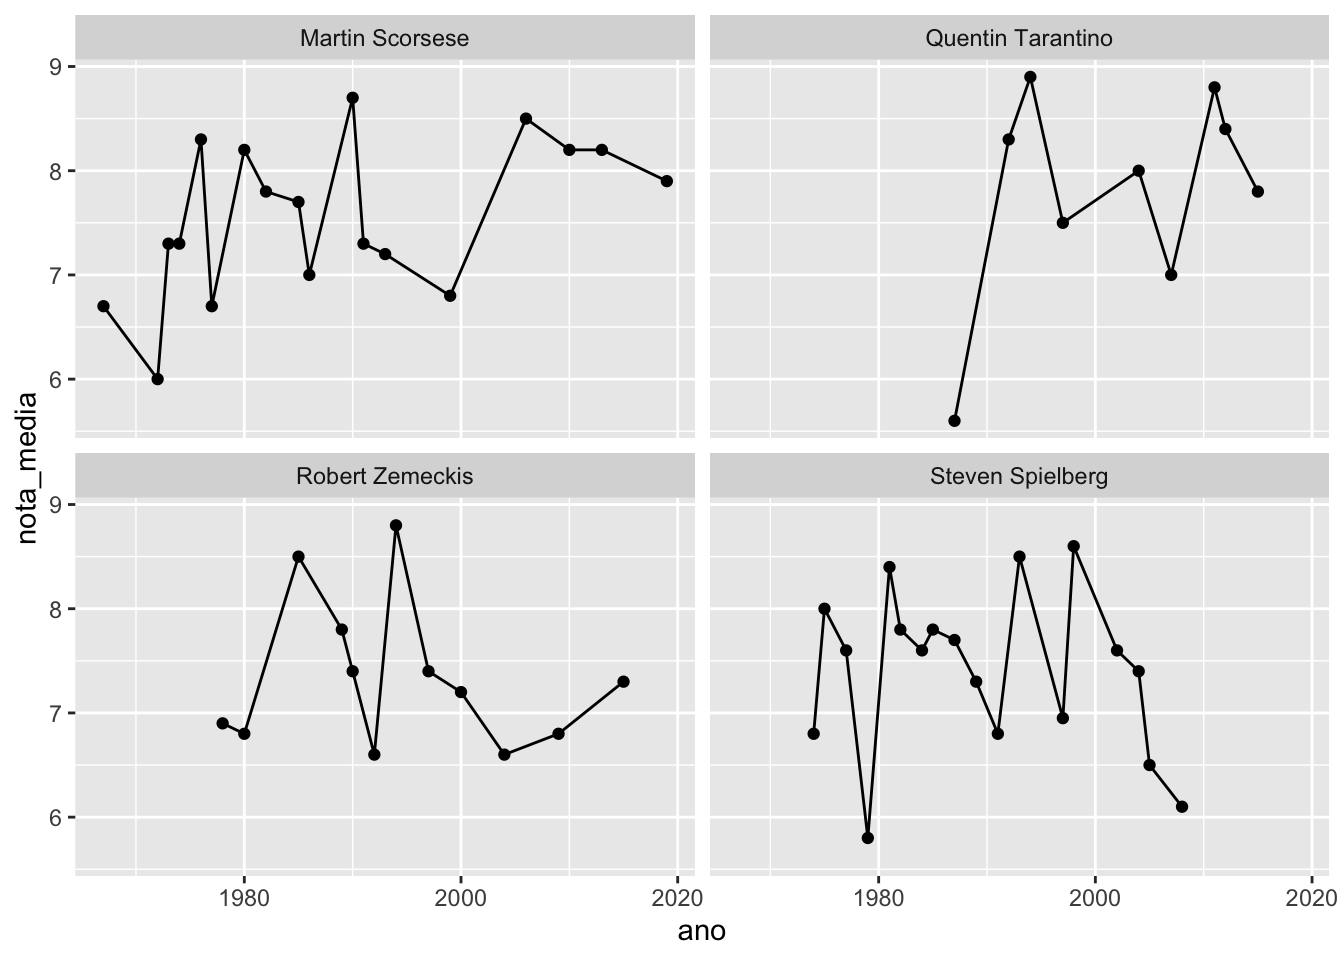 Martin Scorsese
Quentin Tarantino
9
8
7
6
nota_media
Robert Zemeckis
Steven Spielberg
9
8
7
6
1980
2000
2020
1980
2000
2020
ano